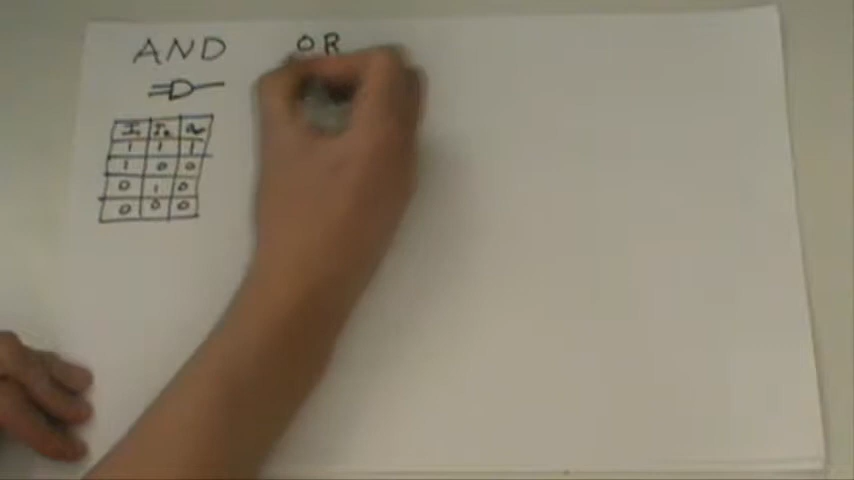 AND OR
1 1 1
1 0 0
0 1 0
0 0 0